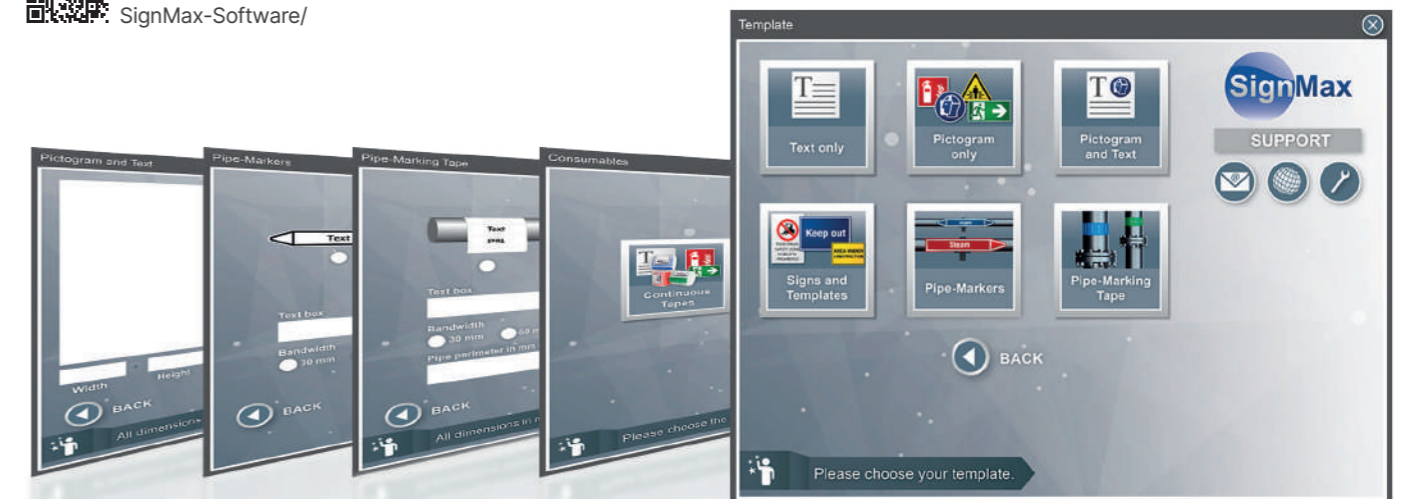 SignMax-Software/
Pictogram and Text
Width
Height
BACK
All dimensions
Pipe-Markers
Text
Text box
Bandwidth
30 mm
BACK
Pipe-Marking Tape
Text
Text box
Bandwidth
30 mm
Pipe perimeter in mm
BACK
All dimensions in
Consumables
T
Continuous
Tapes
Please choose the
Template
T
Text only
Pictogram
only
T
Pictogram
and Text
Keep out
AREA UNDER
CONSTRUCTION
Signs and
Templates
Steam
Pipe-Markers
Pipe-Marking
Tape
BACK
Please choose your template.
SignMax
SUPPORT